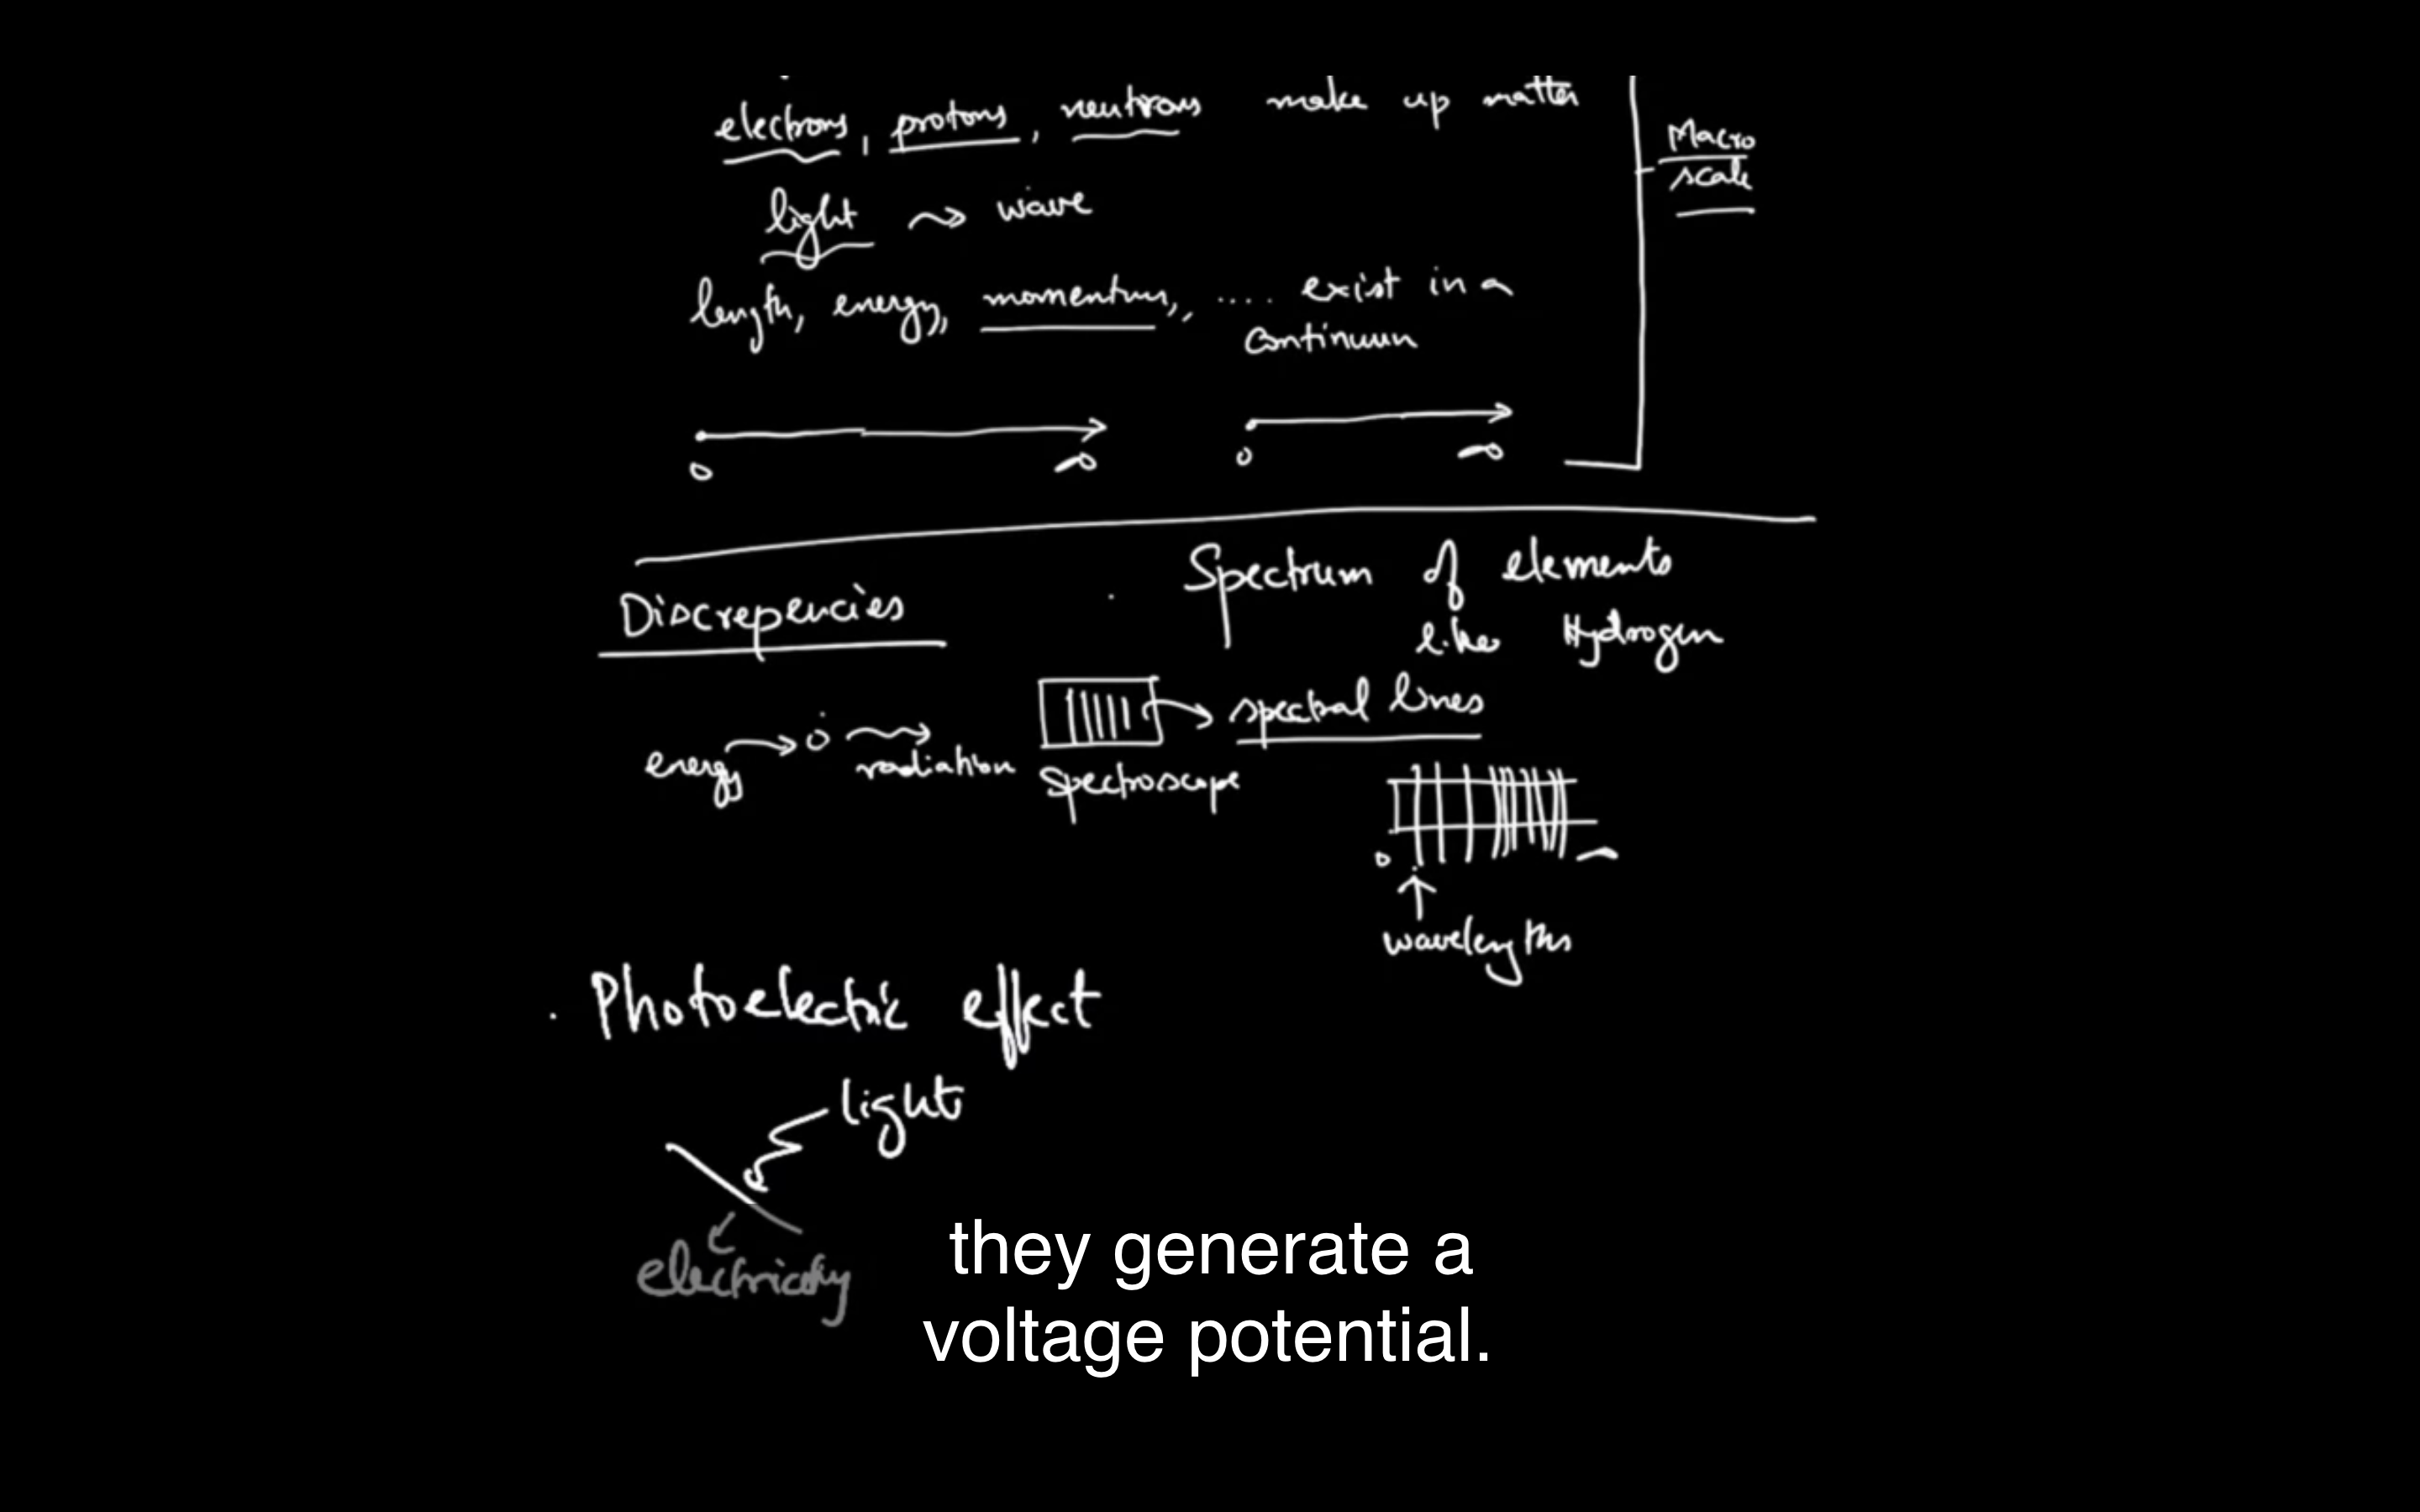 electrons, protons, neutrons make up matter
Macro
scale
light → wave
length, energy, momentum, .... exist in a
continuum
0 ∞ 0 ∞
Discrepencies
· Spectrum of elements
like Hydrogen
energy → → radiation
Spectroscope
→ spectral lines
0
↑
wavelengths
· Photoelectric effect
light
electricity
they generate a
voltage potential.